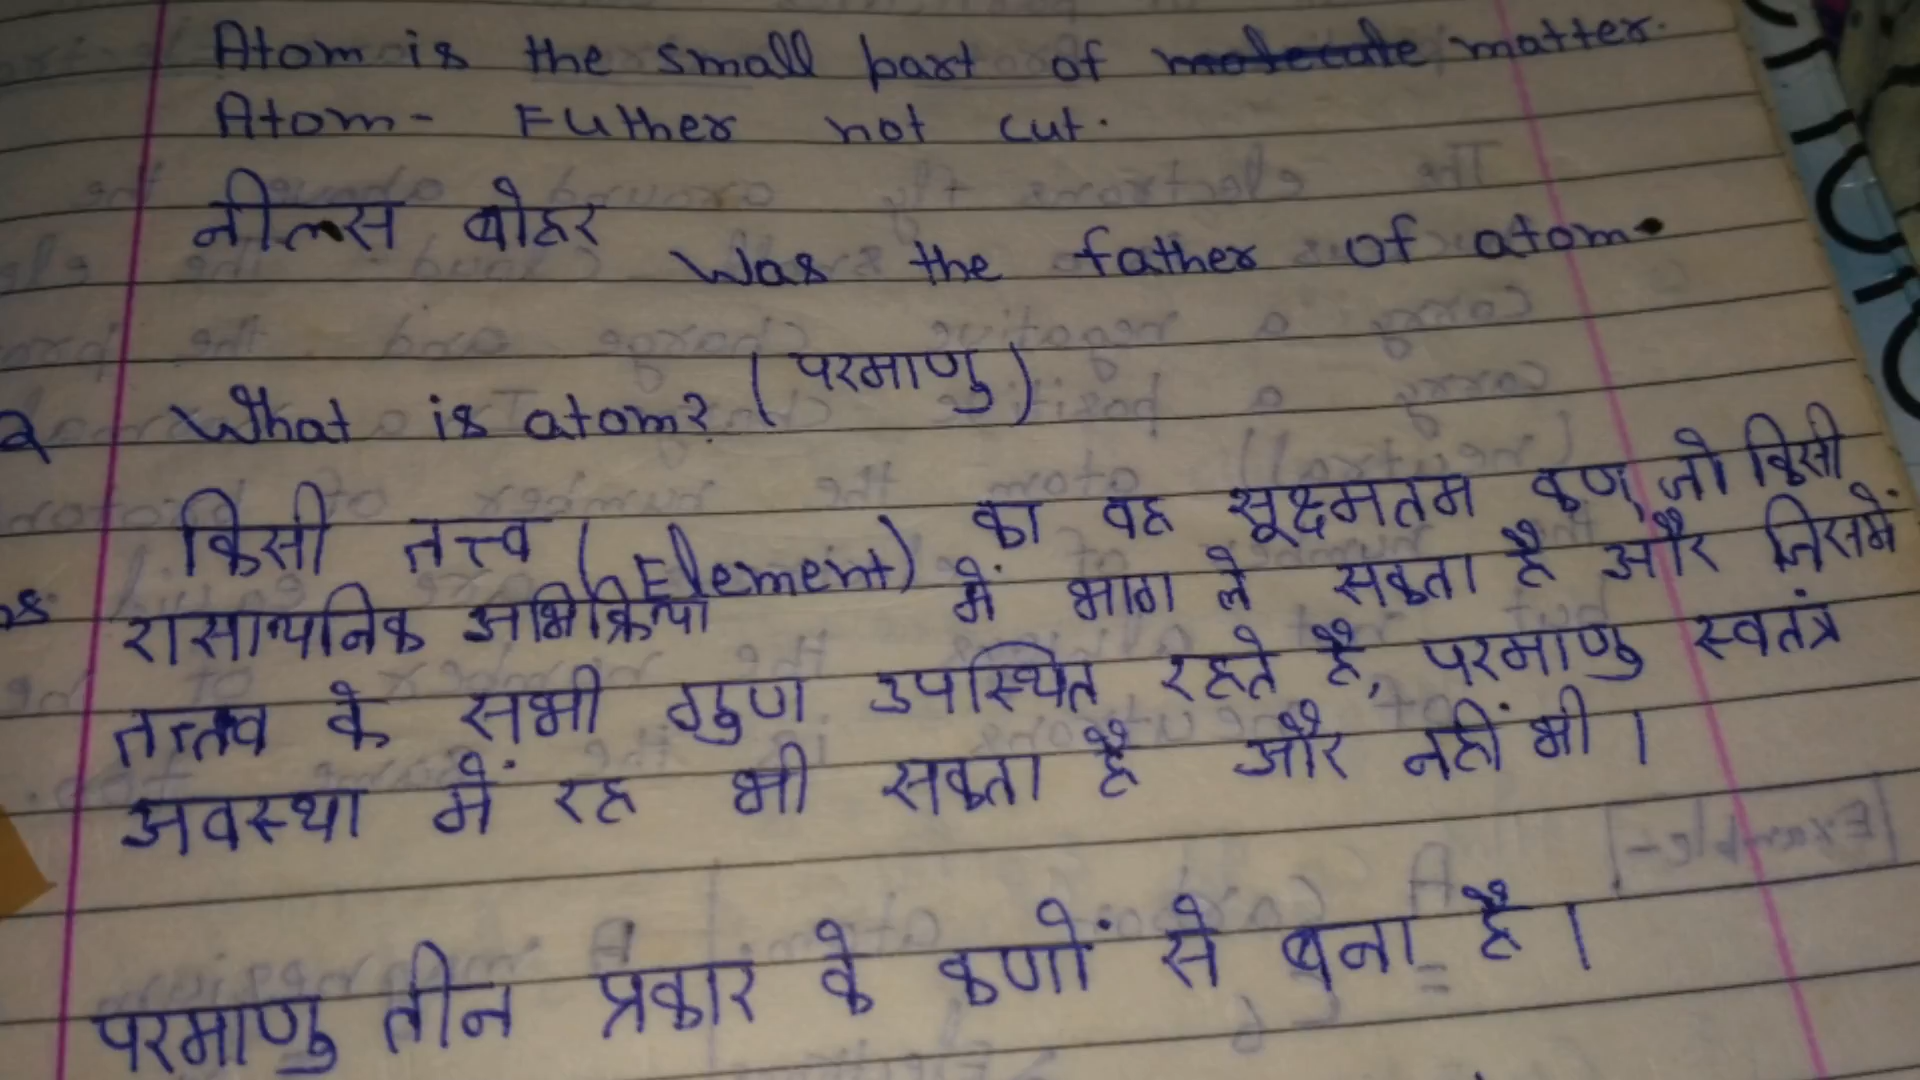 Atom is the small part of molecule matter.
Atom- Futher not cut.
नील्स बोहर was the father of atom.
Q What is atom? (परमाणु)
किसी तत्त्व (Element) का वह सूक्ष्मतम कण, जो किसी
रासायनिक अभिक्रिया में भाग ले सकता है और जिसमें
तत्त्व के सभी गुण उपस्थित रहते है, परमाणु स्वतंत्र
अवस्था में रह भी सकता है और नहीं भी।
परमाणु तीन प्रकार के कणों से बना है।